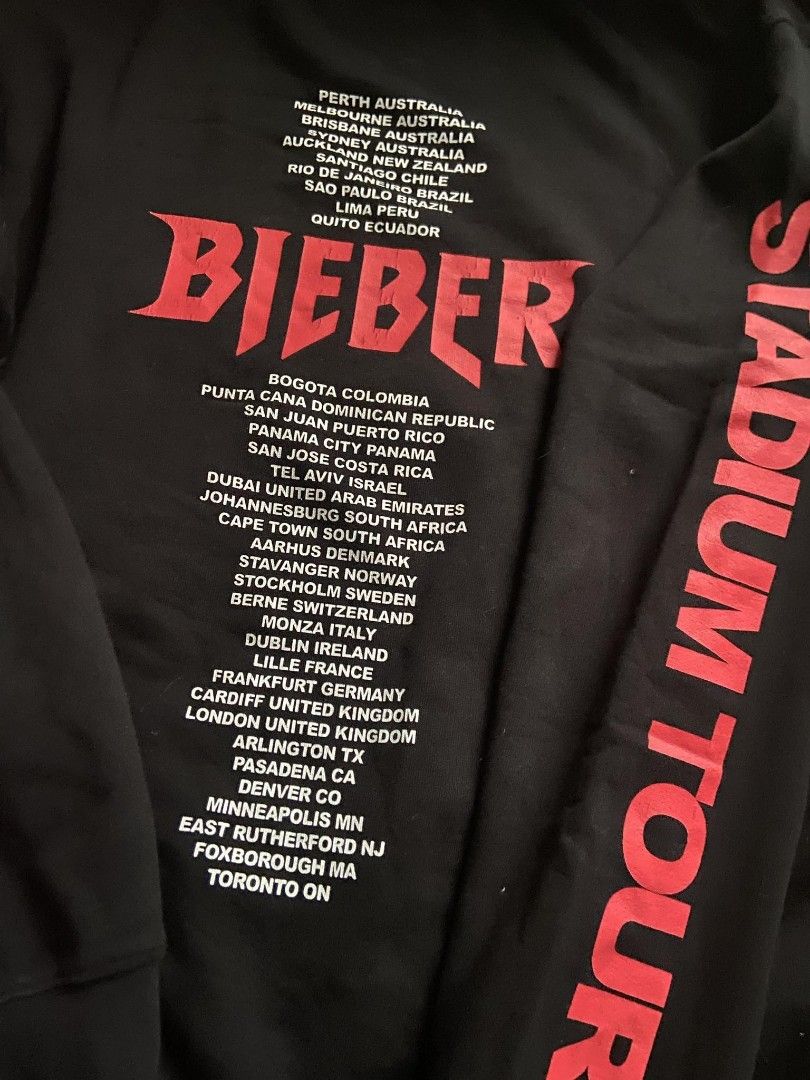 PERTH AUSTRALIA
MELBOURNE AUSTRALIA
BRISBANE AUSTRALIA
SYDNEY AUSTRALIA
AUCKLAND NEW ZEALAND
SANTIAGO CHILE
RIO DE JANEIRO BRAZIL
SAO PAULO BRAZIL
LIMA PERU
QUITO ECUADOR
BIEBER
BOGOTA COLOMBIA
PUNTA CANA DOMINICAN REPUBLIC
SAN JUAN PUERTO RICO
PANAMA CITY PANAMA
SAN JOSE COSTA RICA
TEL AVIV ISRAEL
DUBAI UNITED ARAB EMIRATES
JOHANNESBURG SOUTH AFRICA
CAPE TOWN SOUTH AFRICA
AARHUS DENMARK
STAVANGER NORWAY
STOCKHOLM SWEDEN
BERNE SWITZERLAND
MONZA ITALY
DUBLIN IRELAND
LILLE FRANCE
FRANKFURT GERMANY
CARDIFF UNITED KINGDOM
LONDON UNITED KINGDOM
ARLINGTON TX
PASADENA CA
DENVER CO
MINNEAPOLIS MN
EAST RUTHERFORD NJ
FOXBOROUGH MA
TORONTO ON
STADIUM TOUR